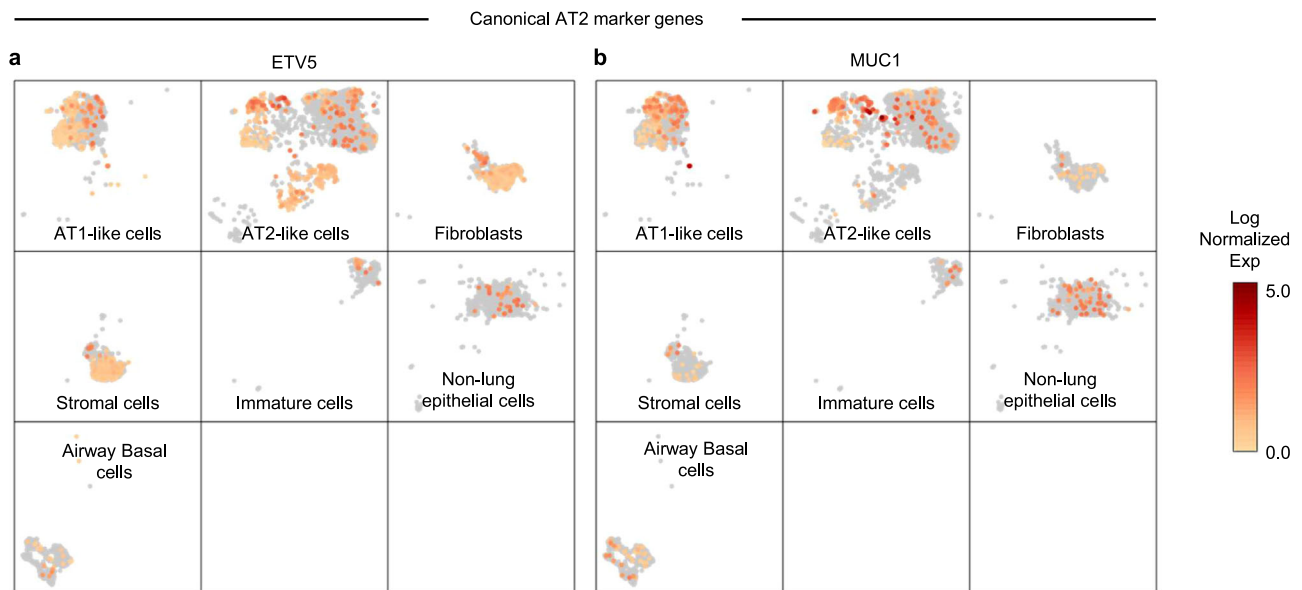 Canonical AT2 marker genes
a
ETV5
b
MUC1
AT1-like cells
AT2-like cells
Fibroblasts
AT1-like cells
AT2-like cells
Fibroblasts
Log
Normalized
Exp
5.0
0.0
Stromal cells
Immature cells
Non-lung
epithelial cells
Stromal cells
Immature cells
Non-lung
epithelial cells
Airway Basal
cells
Airway Basal
cells